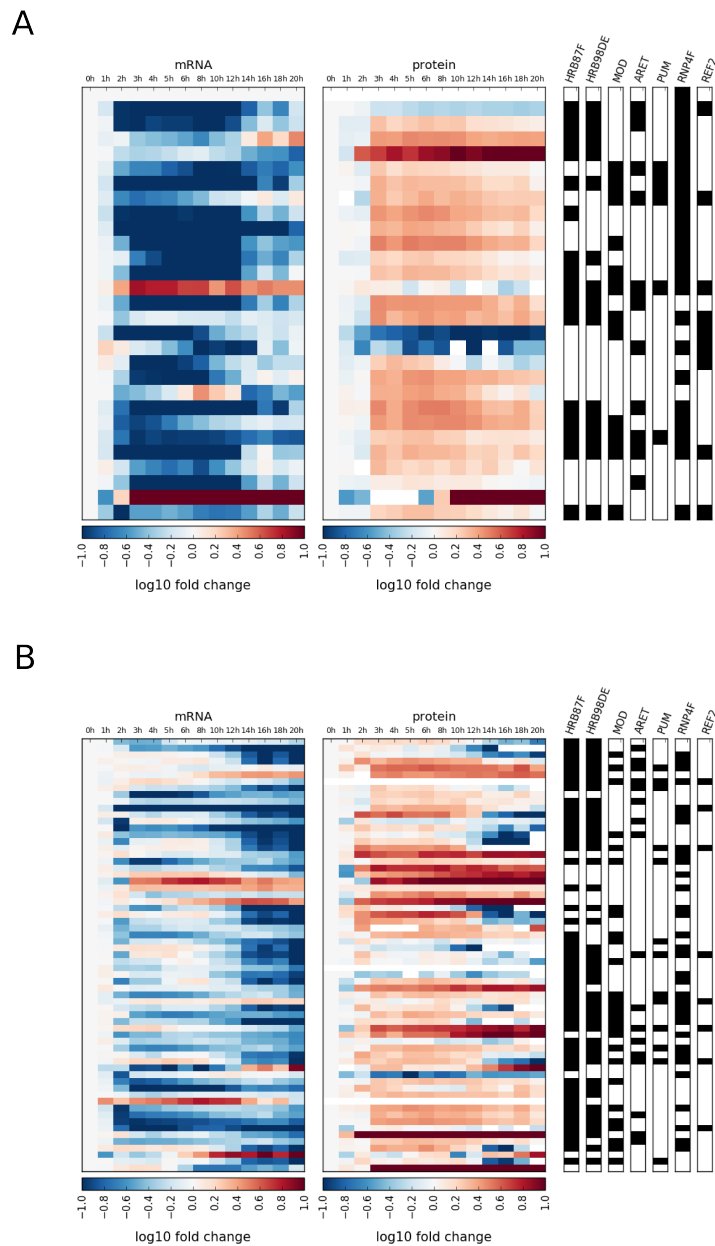 A
mRNA
protein
HRB87F HRB98DE MOD ARET PUM RNP4F REF2
0h 1h 2h 3h 4h 5h 6h 8h 10h 12h 14h 16h 18h 20h
0h 1h 2h 3h 4h 5h 6h 8h 10h 12h 14h 16h 18h 20h
−1.0 −0.8 −0.6 −0.4 −0.2 0.0 0.2 0.4 0.6 0.8 1.0
−1.0 −0.8 −0.6 −0.4 −0.2 0.0 0.2 0.4 0.6 0.8 1.0
log10 fold change
log10 fold change
B
mRNA
protein
HRB87F HRB98DE MOD ARET PUM RNP4F REF2
0h 1h 2h 3h 4h 5h 6h 8h 10h 12h 14h 16h 18h 20h
0h 1h 2h 3h 4h 5h 6h 8h 10h 12h 14h 16h 18h 20h
−1.0 −0.8 −0.6 −0.4 −0.2 0.0 0.2 0.4 0.6 0.8 1.0
−1.0 −0.8 −0.6 −0.4 −0.2 0.0 0.2 0.4 0.6 0.8 1.0
log10 fold change
log10 fold change